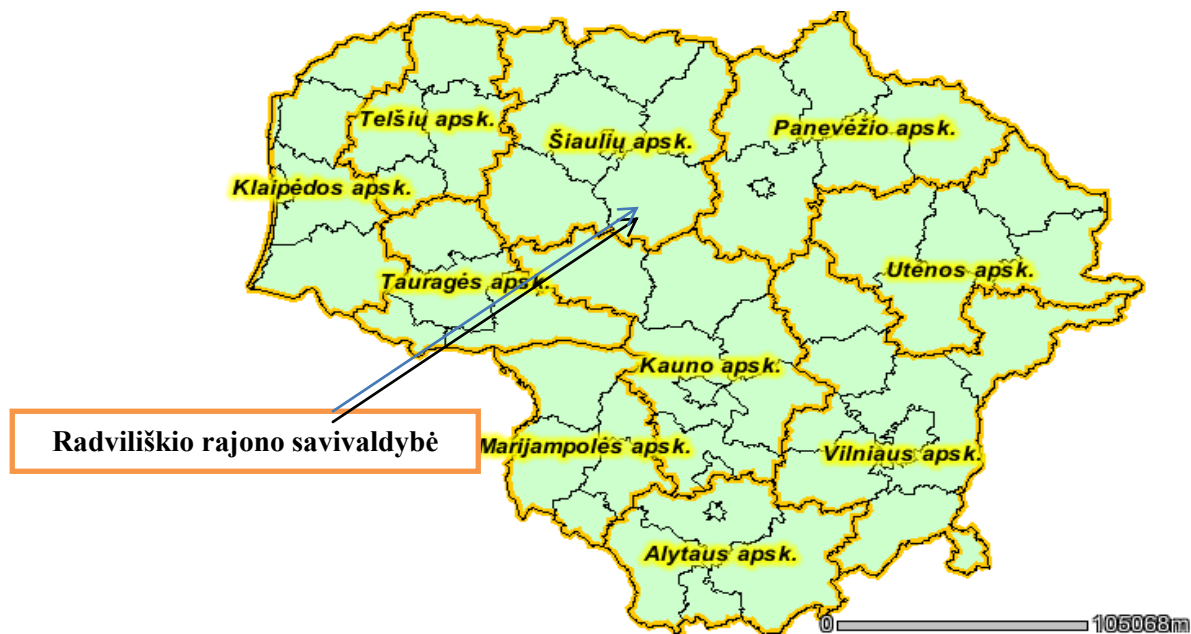 Telšių apsk.
Šiaulių apsk.
Panevėžio apsk.
Klaipėdos apsk.
Tauragės apsk.
Utenos apsk.
Kauno apsk.
Radviliškio rajono savivaldybė
Marijampolės apsk.
Vilniaus apsk.
Alytaus apsk.
0 105068m